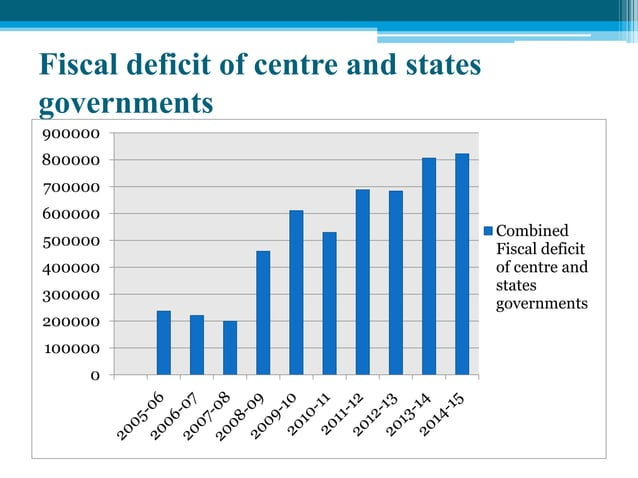 Fiscal deficit of centre and states
governments
900000
800000
700000
600000
500000
400000
300000
200000
100000
0
2005-06
2006-07
2007-08
2008-09
2009-10
2010-11
2011-12
2012-13
2013-14
2014-15
Combined
Fiscal deficit
of centre and
states
governments